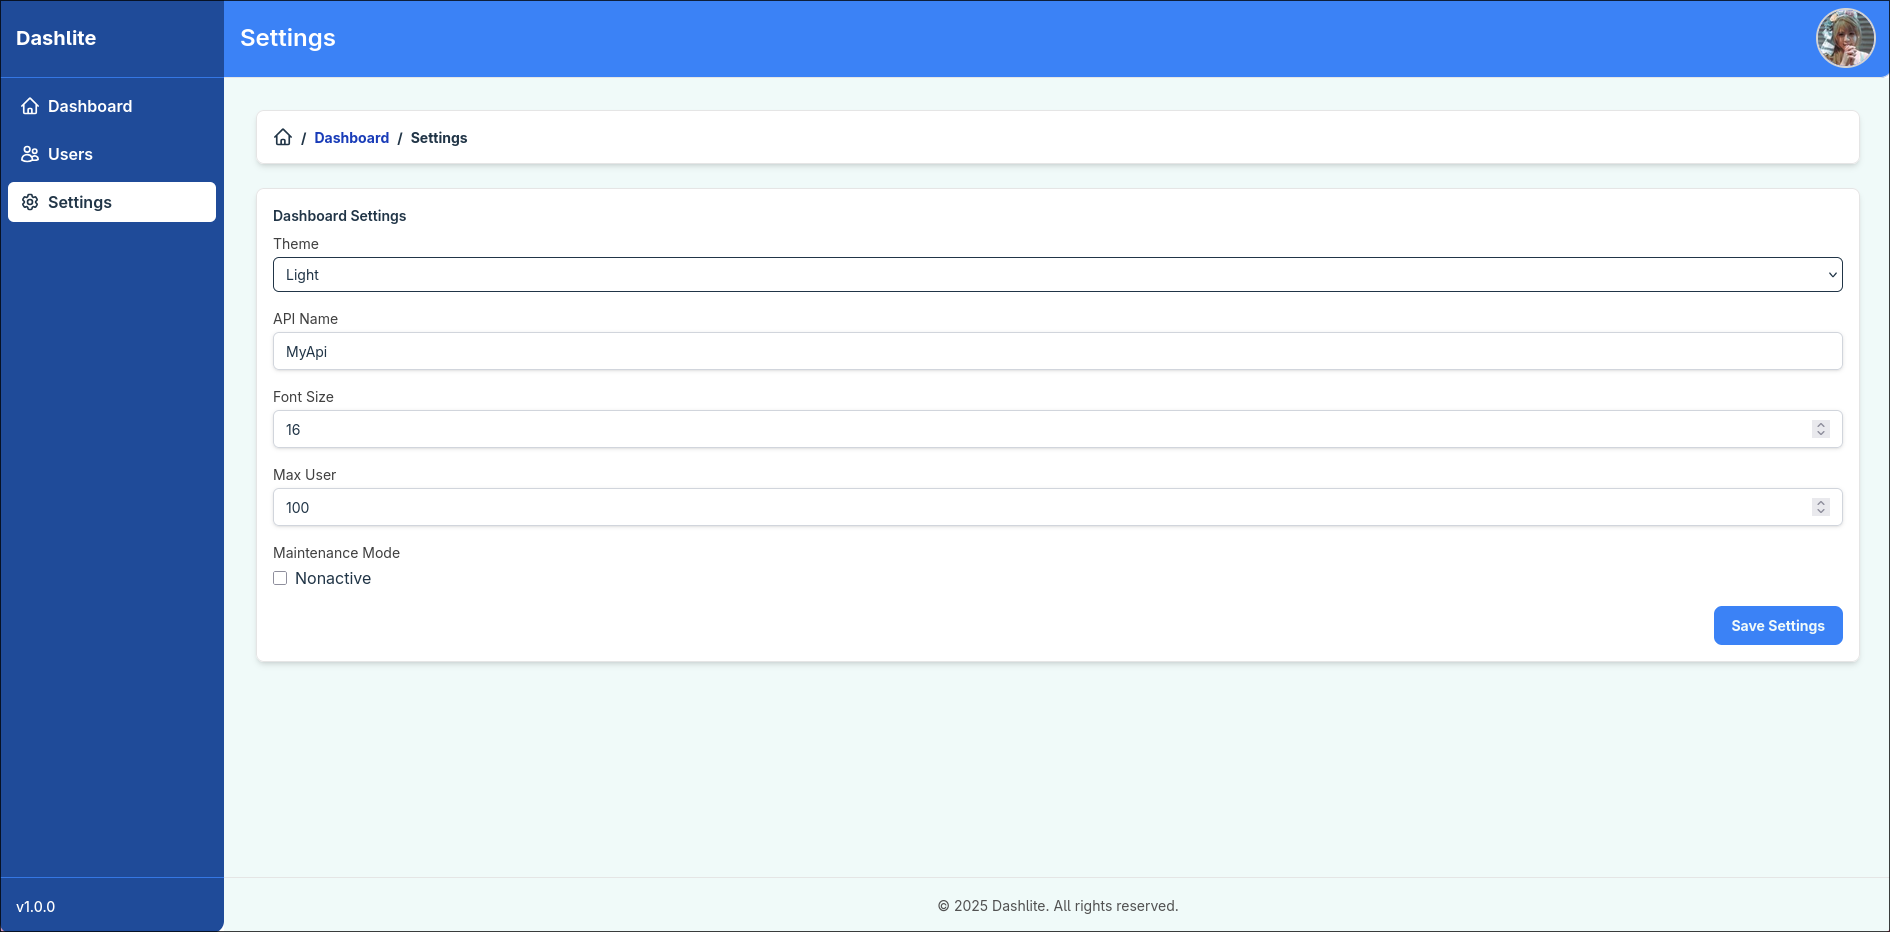 Dashlite
Settings
Dashboard
Users
Settings
/ Dashboard / Settings
Dashboard Settings
Theme
Light
API Name
MyApi
Font Size
16
Max User
100
Maintenance Mode
Nonactive
Save Settings
v1.0.0
© 2025 Dashlite. All rights reserved.